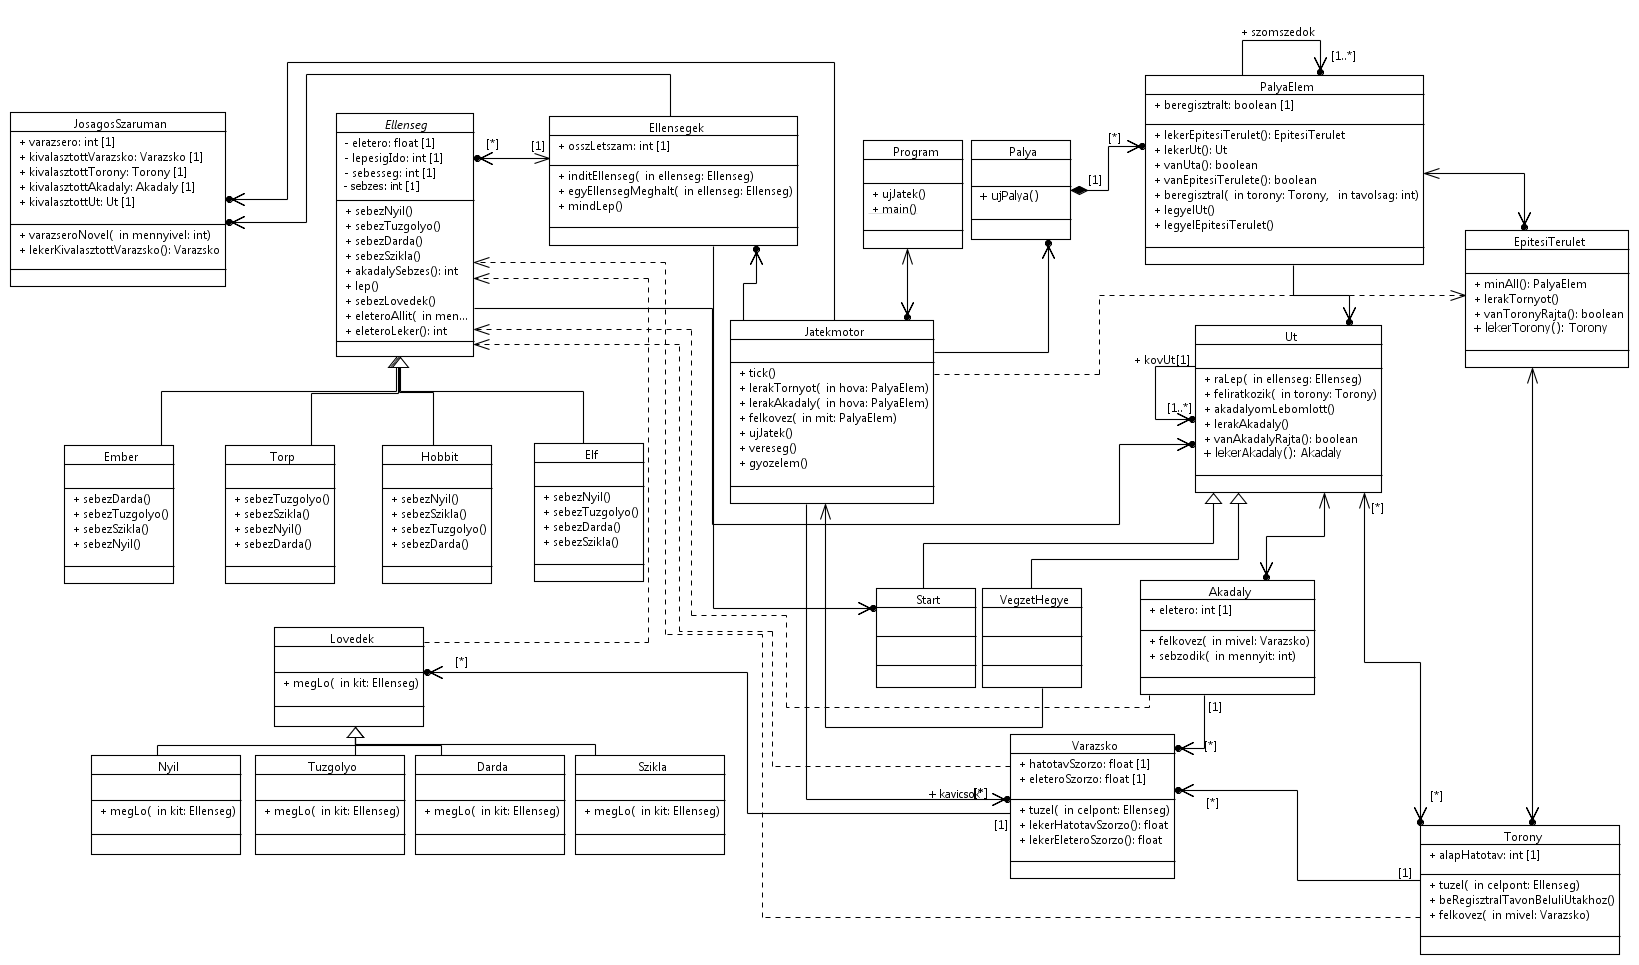 + szomszedok
[1..*]
PalyaElem
+ beregisztralt: boolean [1]
+ lekerEpitesiTerulet(): EpitesiTerulet
+ lekerUt(): Ut
+ vanUta(): boolean
+ vanEpitesiTerulete(): boolean
+ beregisztral( in torony: Torony, in tavolsag: int)
+ legyelUt()
+ legyelEpitesiTerulet()
JosagosSzaruman
+ varazsero: int [1]
+ kivalasztottVarazsko: Varazsko [1]
+ kivalasztottTorony: Torony [1]
+ kivalasztottAkadaly: Akadaly [1]
+ kivalasztottUt: Ut [1]
+ varazseroNovel( in mennyivel: int)
+ lekerKivalasztottVarazsko(): Varazsko
Ellenseg
- eletero: float [1]
- lepesigIdo: int [1]
- sebesseg: int [1]
- sebzes: int [1]
+ sebezNyil()
+ sebezTuzgolyo()
+ sebezDarda()
+ sebezSzikla()
+ akadalySebzes(): int
+ lep()
+ sebezLovedek()
+ eleteroAllit( in men...
+ eleteroLeker(): int
[*]
[1]
Ellensegek
+ osszLetszam: int [1]
+ inditEllenseg( in ellenseg: Ellenseg)
+ egyEllensegMeghalt( in ellenseg: Ellenseg)
+ mindLep()
Program
+ ujJatek()
+ main()
Palya
+ ujPalya()
[1]
[*]
EpitesiTerulet
+ minAll(): PalyaElem
+ lerakTornyot()
+ vanToronyRajta(): boolean
+ lekerTorony(): Torony
Jatekmotor
+ tick()
+ lerakTornyot( in hova: PalyaElem)
+ lerakAkadaly( in hova: PalyaElem)
+ felkovez( in mit: PalyaElem)
+ ujJatek()
+ vereseg()
+ gyozelem()
Ut
+ raLep( in ellenseg: Ellenseg)
+ feliratkozik( in torony: Torony)
+ akadalyomLebomlott()
+ lerakAkadaly()
+ vanAkadalyRajta(): boolean
+ lekerAkadaly(): Akadaly
+ kovUt[1]
[1..*]
[*]
Ember
+ sebezDarda()
+ sebezTuzgolyo()
+ sebezSzikla()
+ sebezNyil()
Torp
+ sebezTuzgolyo()
+ sebezSzikla()
+ sebezNyil()
+ sebezDarda()
Hobbit
+ sebezNyil()
+ sebezSzikla()
+ sebezTuzgolyo()
+ sebezDarda()
Elf
+ sebezNyil()
+ sebezTuzgolyo()
+ sebezDarda()
+ sebezSzikla()
Start
VegzetHegye
Akadaly
+ eletero: int [1]
+ felkovez( in mivel: Varazsko)
+ sebzodik( in mennyit: int)
[1]
[*]
Lovedek
+ megLo( in kit: Ellenseg)
[*]
Nyil
+ megLo( in kit: Ellenseg)
Tuzgolyo
+ megLo( in kit: Ellenseg)
Darda
+ megLo( in kit: Ellenseg)
Szikla
+ megLo( in kit: Ellenseg)
Varazsko
+ hatotavSzorzo: float [1]
+ eleteroSzorzo: float [1]
+ tuzel( in celpont: Ellenseg)
+ lekerHatotavSzorzo(): float
+ lekerEleteroSzorzo(): float
+ kavicsok
[*]
[1]
[*]
[1]
[*]
Torony
+ alapHatotav: int [1]
+ tuzel( in celpont: Ellenseg)
+ beRegisztralTavonBeluliUtakhoz()
+ felkovez( in mivel: Varazsko)